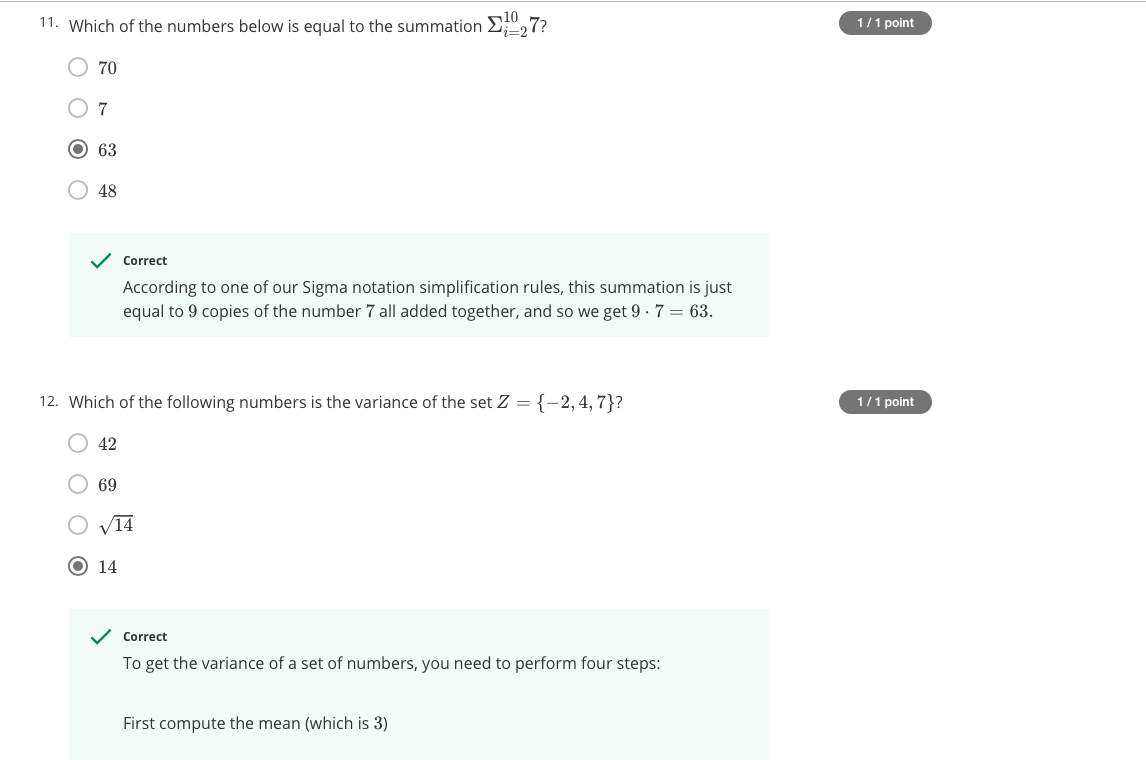 11. Which of the numbers below is equal to the summation Σ_{i=2}^{10} 7? 1 / 1 point
70
7
63
48
Correct
According to one of our Sigma notation simplification rules, this summation is just
equal to 9 copies of the number 7 all added together, and so we get 9 · 7 = 63.
12. Which of the following numbers is the variance of the set Z = {−2, 4, 7}? 1 / 1 point
42
69
√14
14
Correct
To get the variance of a set of numbers, you need to perform four steps:
First compute the mean (which is 3)